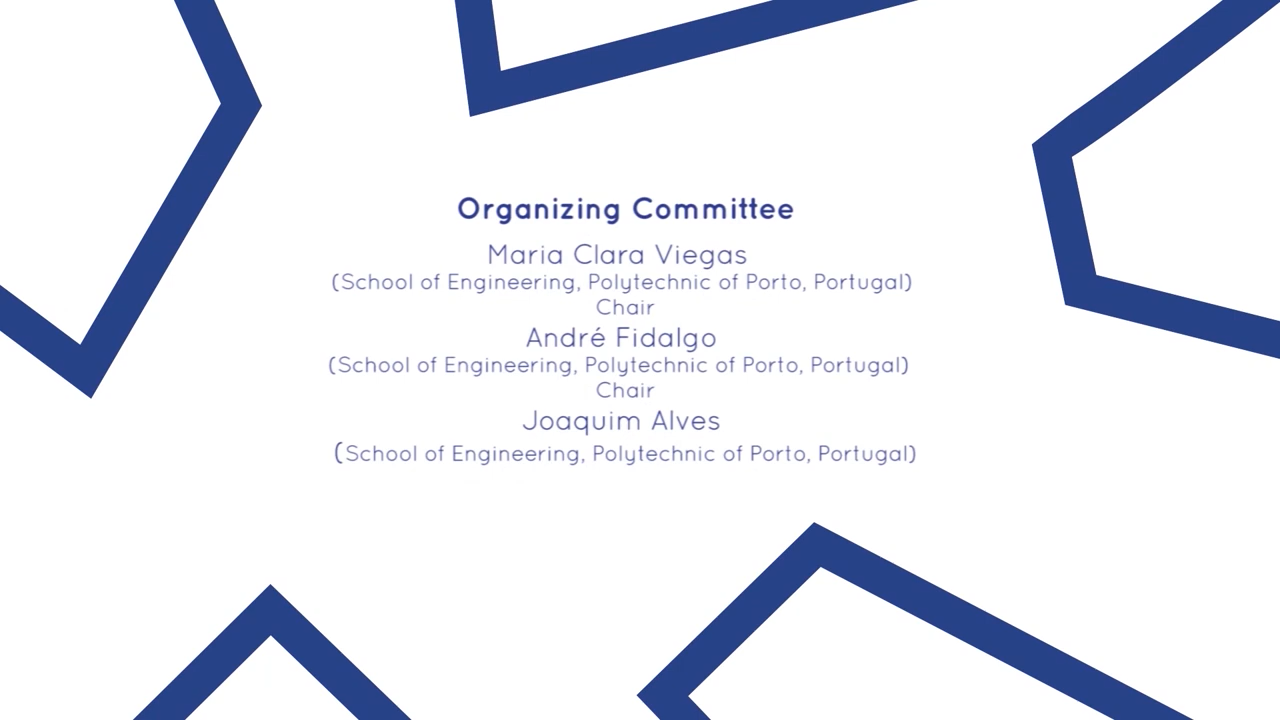 Organizing Committee
Maria Clara Viegas
(School of Engineering, Polytechnic of Porto, Portugal)
Chair
André Fidalgo
(School of Engineering, Polytechnic of Porto, Portugal)
Chair
Joaquim Alves
(School of Engineering, Polytechnic of Porto, Portugal)